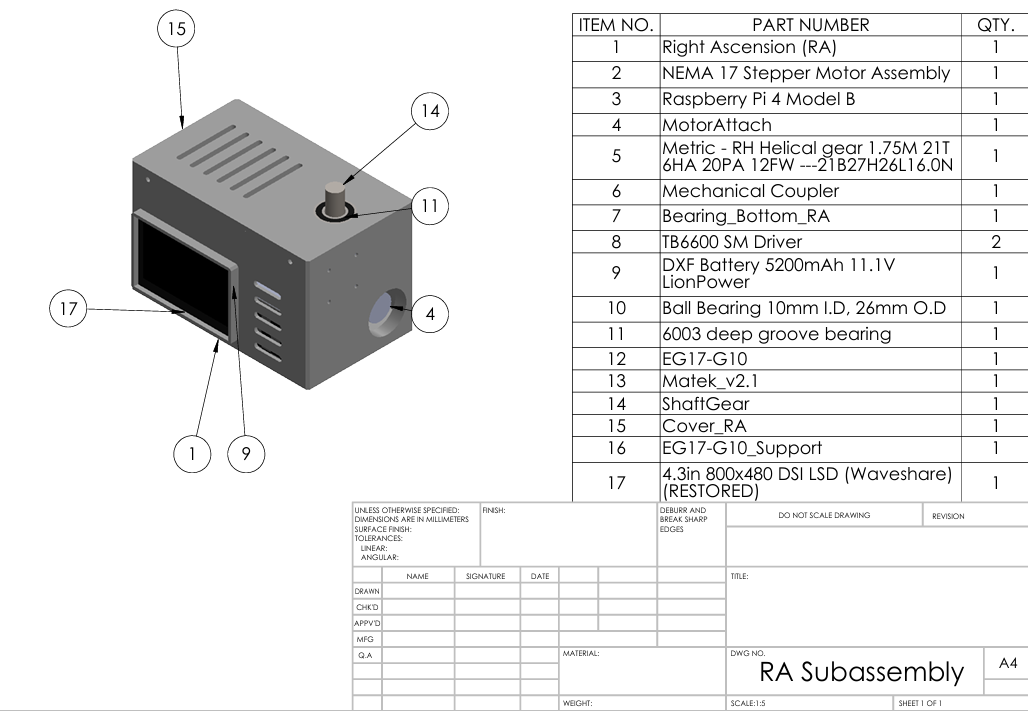 15
14
11
17
4
1
9
ITEM NO. PART NUMBER QTY.
1 Right Ascension (RA) 1
2 NEMA 17 Stepper Motor Assembly 1
3 Raspberry Pi 4 Model B 1
4 MotorAttach 1
5 Metric - RH Helical gear 1.75M 21T 1
6HA 20PA 12FW ---21B27H26L16.0N
6 Mechanical Coupler 1
7 Bearing_Bottom_RA 1
8 TB6600 SM Driver 2
9 DXF Battery 5200mAh 11.1V 1
LionPower
10 Ball Bearing 10mm I.D, 26mm O.D 1
11 6003 deep groove bearing 1
12 EG17-G10 1
13 Matek_v2.1 1
14 ShaftGear 1
15 Cover_RA 1
16 EG17-G10_Support 1
17 4.3in 800x480 DSI LSD (Waveshare) 1
(RESTORED)
UNLESS OTHERWISE SPECIFIED:
DIMENSIONS ARE IN MILLIMETERS
SURFACE FINISH:
TOLERANCES:
LINEAR:
ANGULAR:
FINISH:
DEBURR AND
BREAK SHARP
EDGES
DO NOT SCALE DRAWING
REVISION
NAME SIGNATURE DATE
DRAWN
CHK'D
APPV'D
MFG
Q.A
TITLE:
MATERIAL:
DWG NO.
RA Subassembly
A4
WEIGHT:
SCALE:1:5
SHEET 1 OF 1